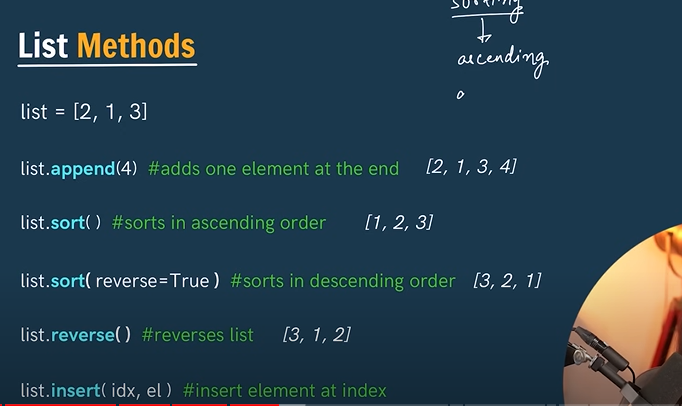 sorting
ascending
List Methods
list = [2, 1, 3]
list.append(4) #adds one element at the end [2, 1, 3, 4]
list.sort( ) #sorts in ascending order [1, 2, 3]
list.sort( reverse=True ) #sorts in descending order [3, 2, 1]
list.reverse( ) #reverses list [3, 1, 2]
list.insert( idx, el ) #insert element at index